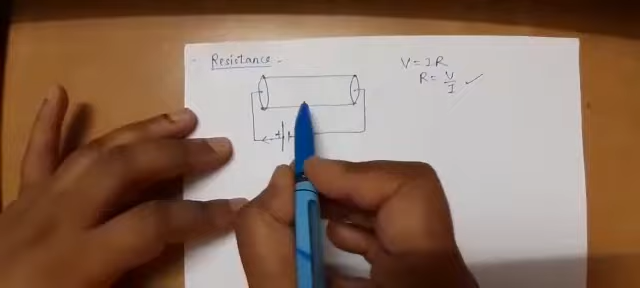 Resistance -
V = IR
R = V/I ✓